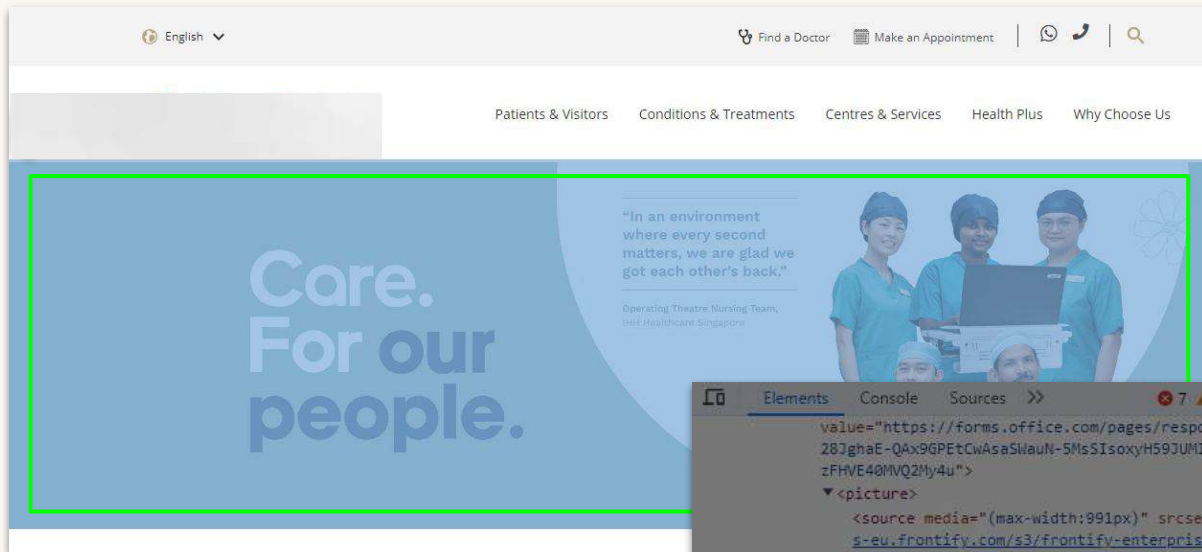 English
Find a Doctor
Make an Appointment
Patients & Visitors
Conditions & Treatments
Centres & Services
Health Plus
Why Choose Us
"In an environment
where every second
matters, we are glad we
got each other's back."
Operating Theatre Nursing Team,
IHH Healthcare Singapore
Care.
For our
people.
Elements
Console
Sources
7
value="https://forms.office.com/pages/respo
zFHVE40MVQ2My4u">
▼<picture>
<source media="(max-width:991px)" srcse
s-eu.frontify.com/s3/frontify-enterpris